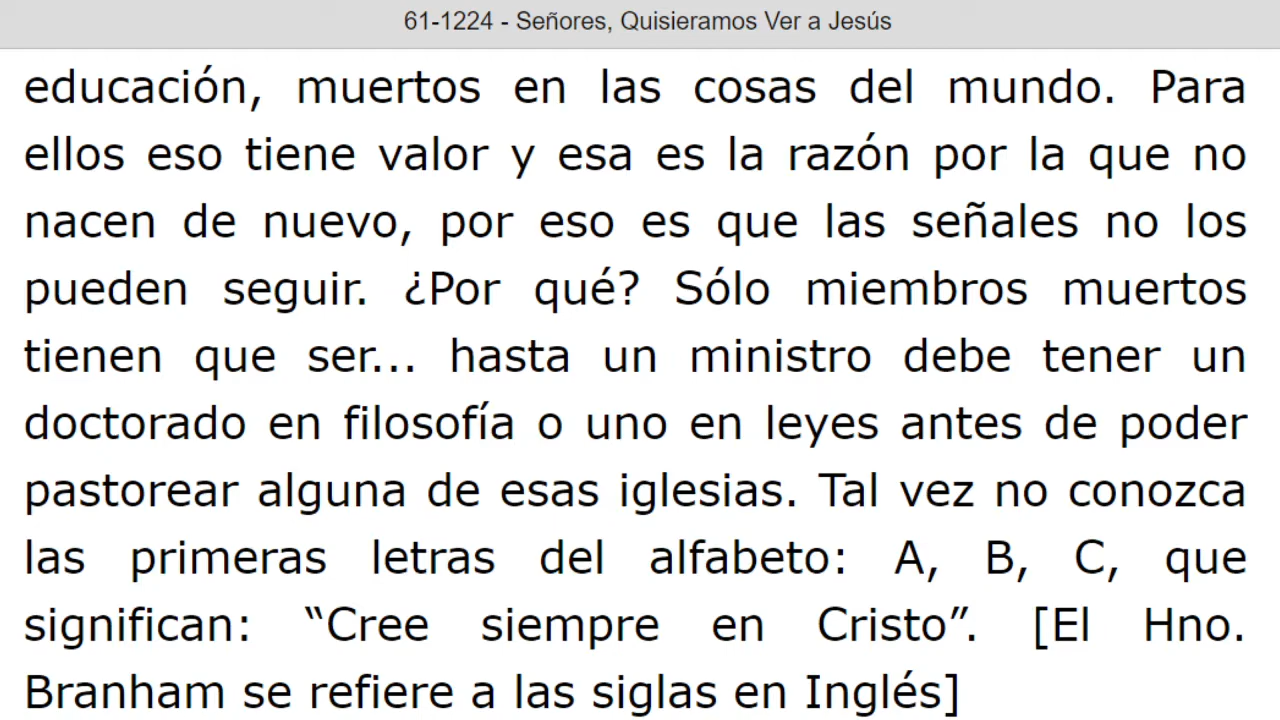 61-1224 - Señores, Quisieramos Ver a Jesús
educación, muertos en las cosas del mundo. Para
ellos eso tiene valor y esa es la razón por la que no
nacen de nuevo, por eso es que las señales no los
pueden seguir. ¿Por qué? Sólo miembros muertos
tienen que ser... hasta un ministro debe tener un
doctorado en filosofía o uno en leyes antes de poder
pastorear alguna de esas iglesias. Tal vez no conozca
las primeras letras del alfabeto: A, B, C, que
significan: “Cree siempre en Cristo”. [El Hno.
Branham se refiere a las siglas en Inglés]